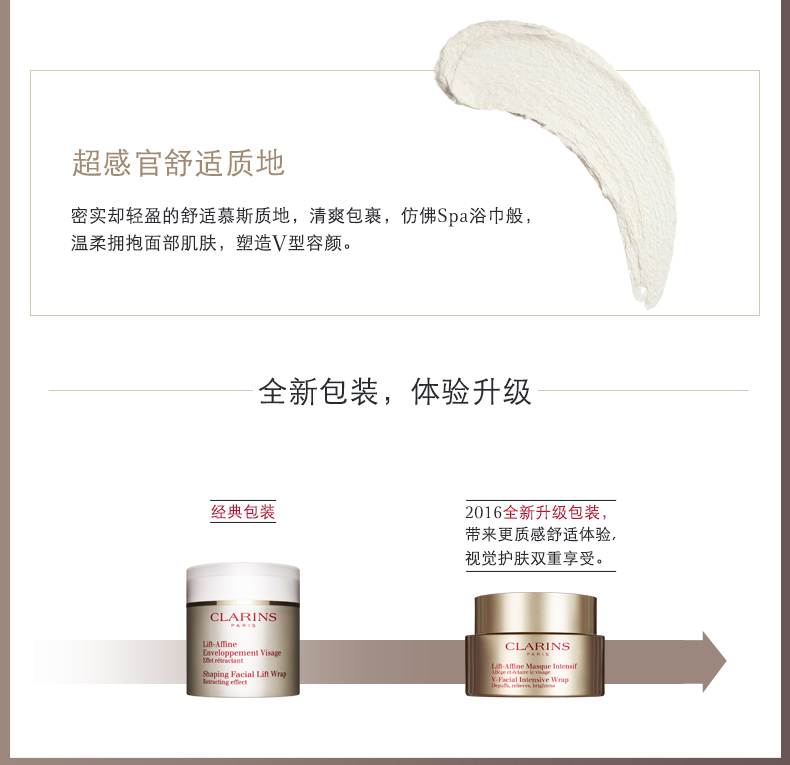 超感官舒适质地
密实却轻盈的舒适慕斯质地，清爽包裹，仿佛Spa浴巾般，
温柔拥抱面部肌肤，塑造V型容颜。
全新包装，体验升级
经典包装
2016全新升级包装，
带来更质感舒适体验,
视觉护肤双重享受。
CLARINS
PARIS
Lift-Affine
Enveloppement Visage
Effet rétractant
Shaping Facial Lift Wrap
Retracting effect
CLARINS
PARIS
Lift-Affine Masque Intensif
Allège et éclaire le visage
V-Facial Intensive Wrap
Depuffs, relieves, brightens